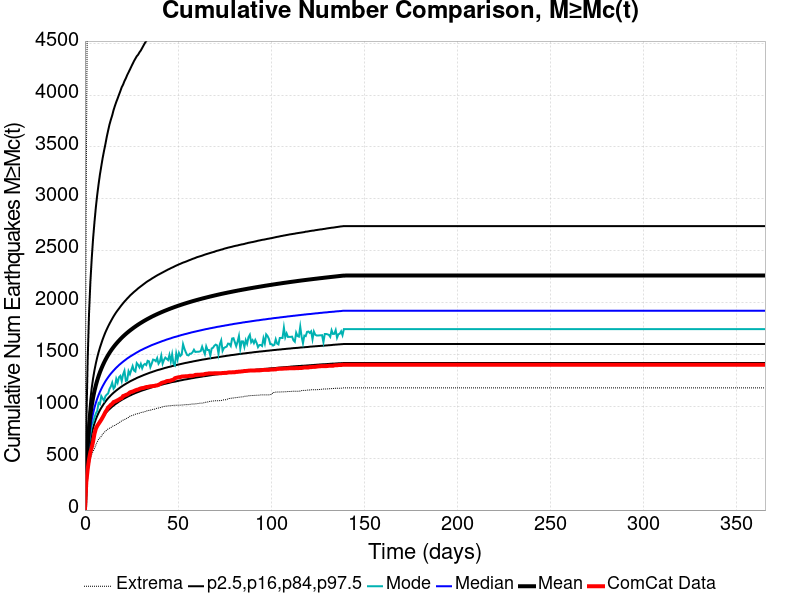 Cumulative Number Comparison, M≥Mc(t)
Cumulative Num Earthquakes M≥Mc(t)
4500
4000
3500
3000
2500
2000
1500
1000
500
0
0 50 100 150 200 250 300 350
Time (days)
Extrema p2.5,p16,p84,p97.5 Mode Median Mean ComCat Data